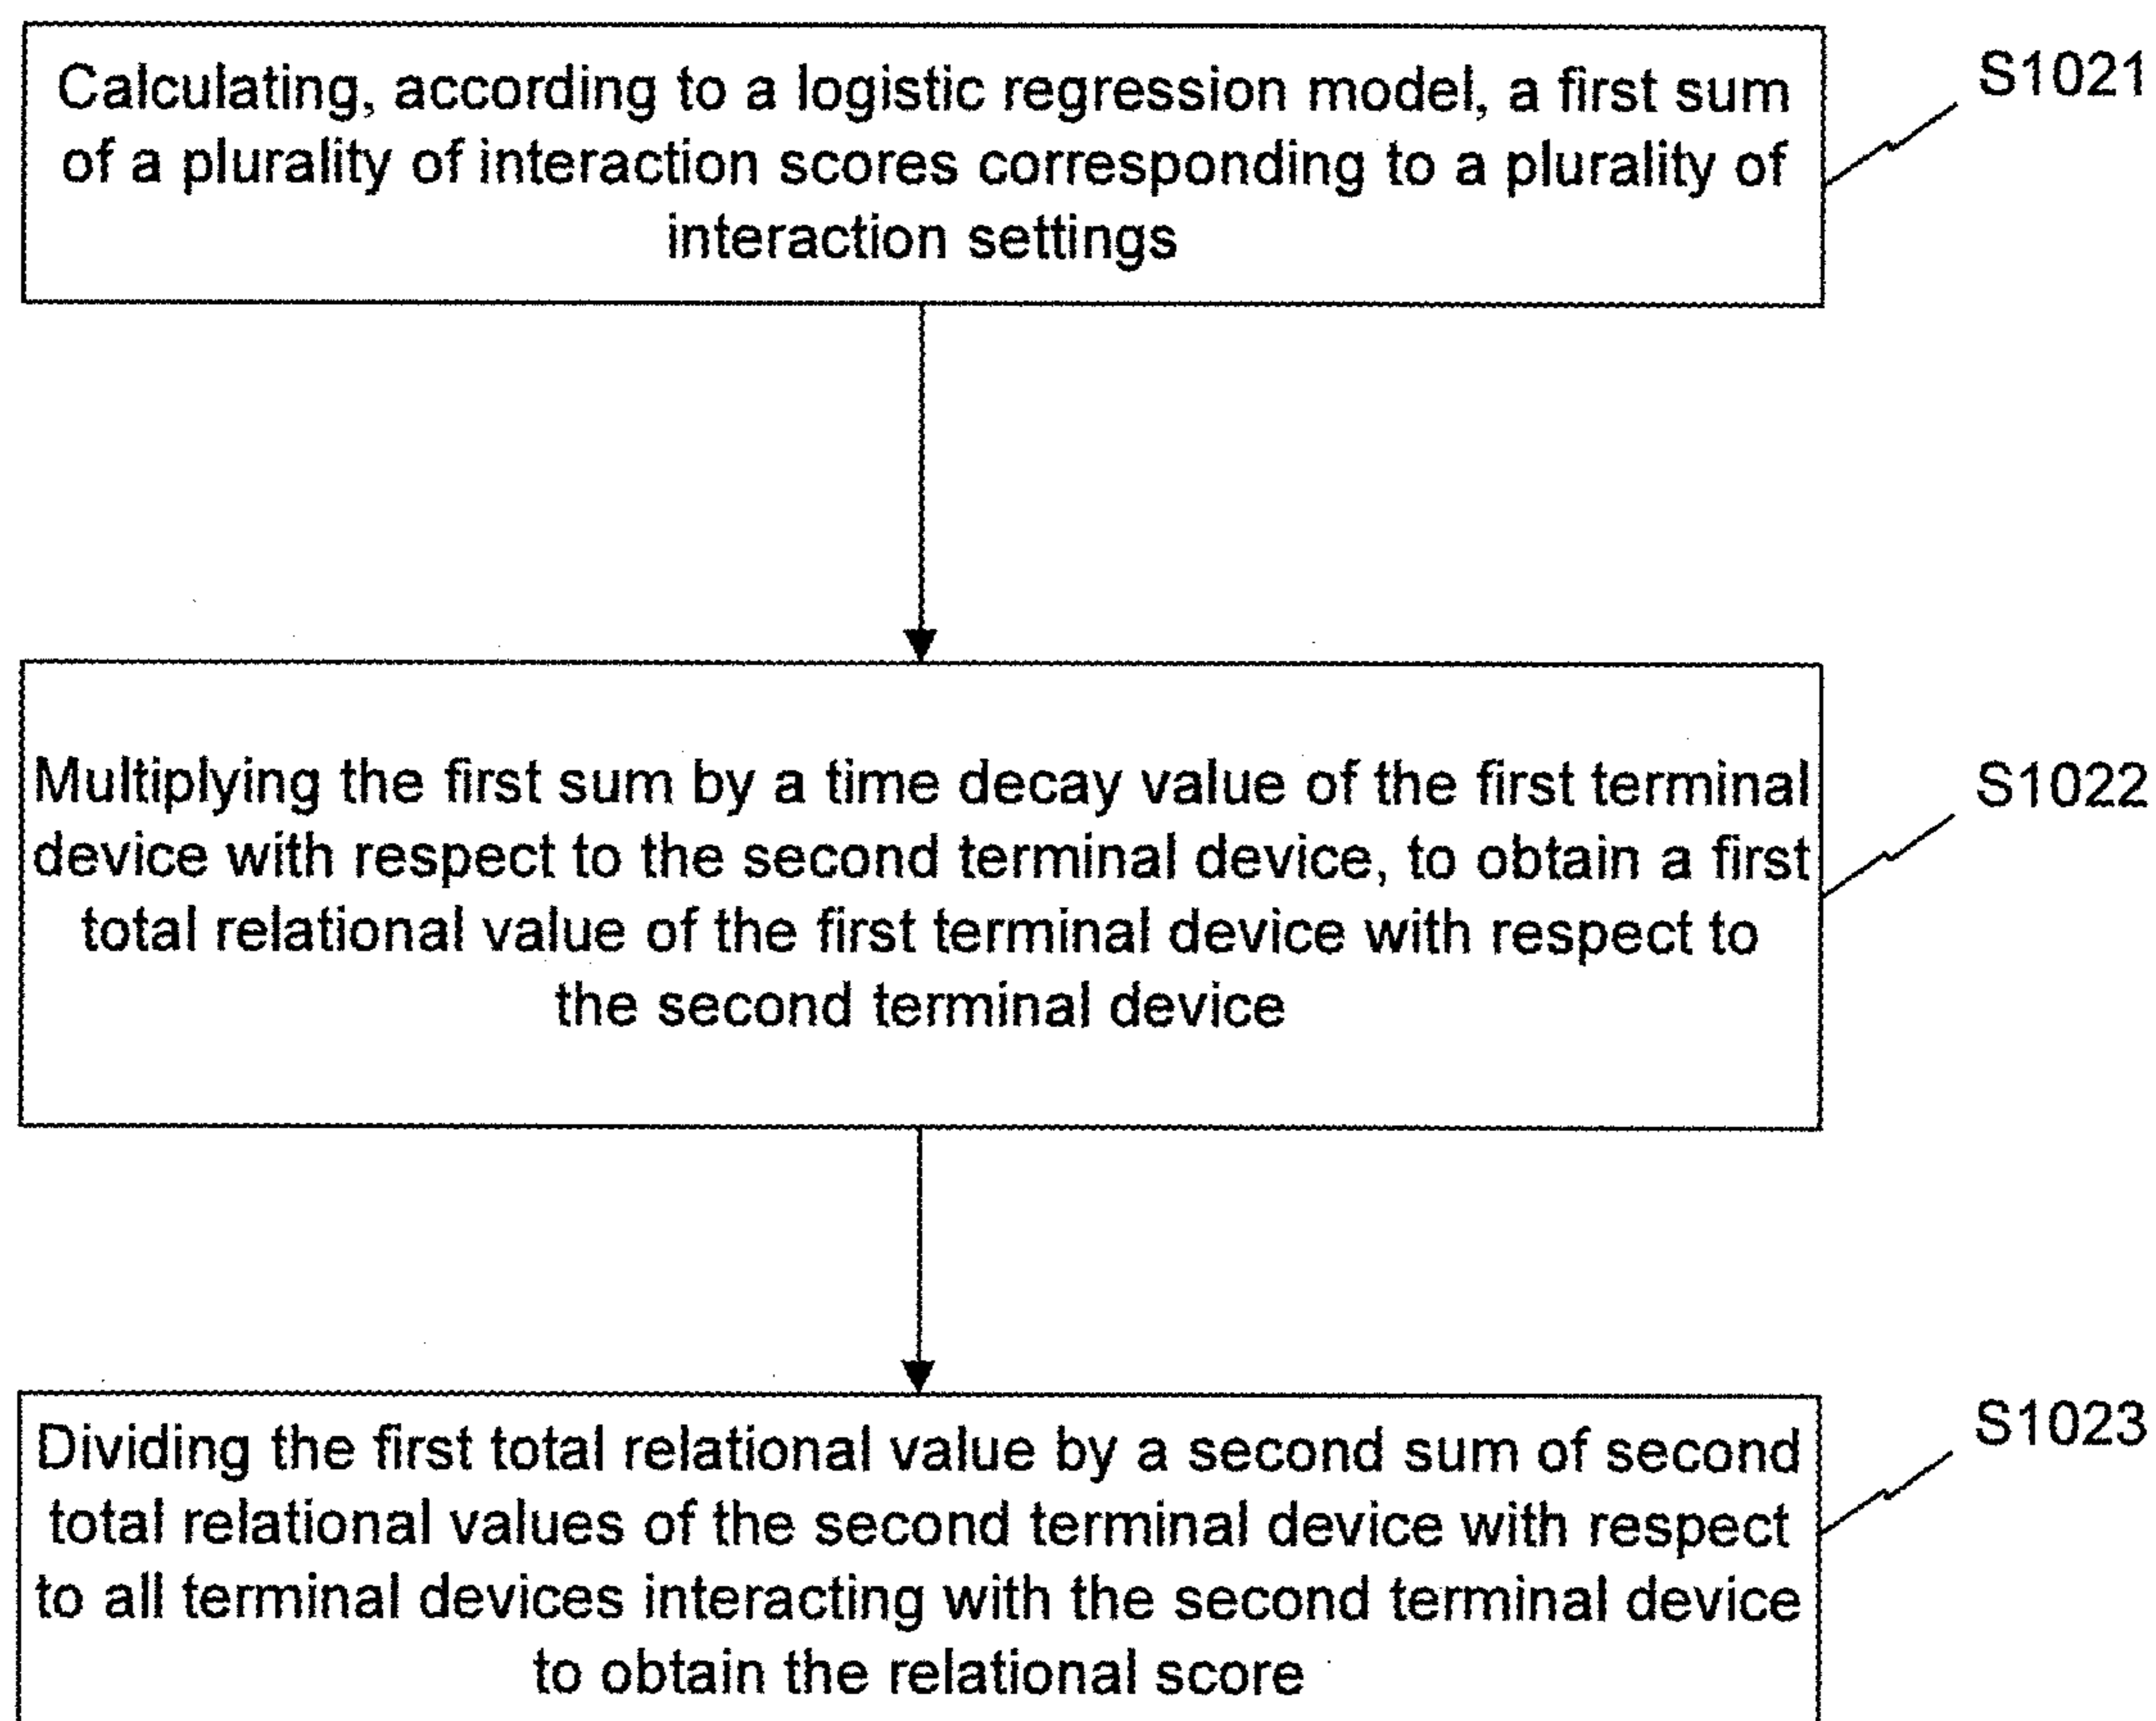 Calculating, according to a logistic regression model, a first sum
of a plurality of interaction scores corresponding to a plurality of
interaction settings
S1021
Multiplying the first sum by a time decay value of the first terminal
device with respect to the second terminal device, to obtain a first
total relational value of the first terminal device with respect to
the second terminal device
S1022
Dividing the first total relational value by a second sum of second
total relational values of the second terminal device with respect
to all terminal devices interacting with the second terminal device
to obtain the relational score
S1023